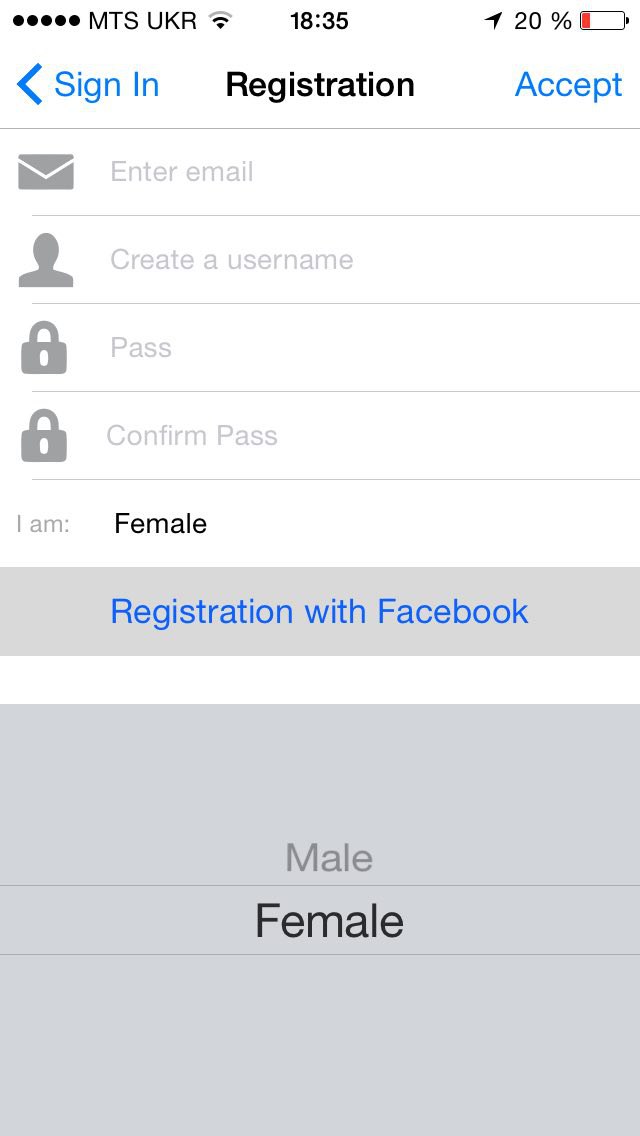 MTS UKR 18:35 20 %
Sign In Registration Accept
Enter email
Create a username
Pass
Confirm Pass
I am: Female
Registration with Facebook
Male
Female